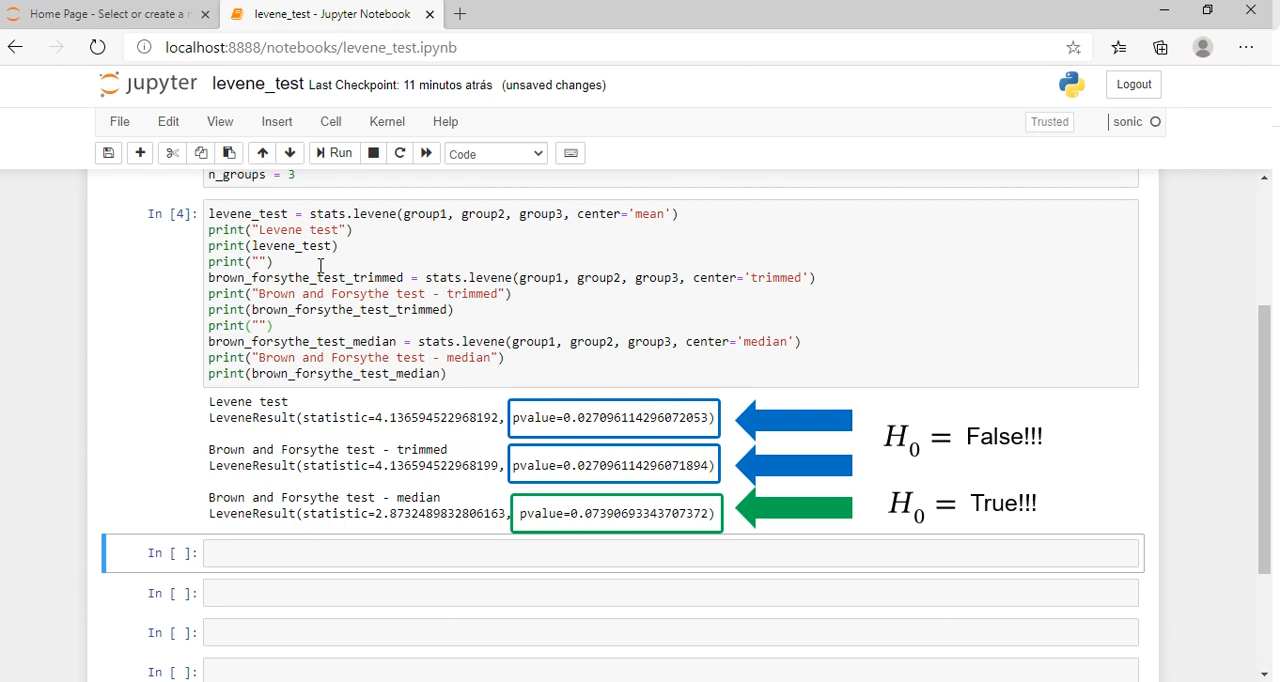 Home Page - Select or create a n
levene_test - Jupyter Notebook
localhost:8888/notebooks/levene_test.ipynb
jupyter levene_test Last Checkpoint: 11 minutos atrás (unsaved changes)
Logout
File Edit View Insert Cell Kernel Help
Trusted
sonic
Run
Code
n_groups = 3
In [4]:
levene_test = stats.levene(group1, group2, group3, center='mean')
print("Levene test")
print(levene_test)
print("")
brown_forsythe_test_trimmed = stats.levene(group1, group2, group3, center='trimmed')
print("Brown and Forsythe test - trimmed")
print(brown_forsythe_test_trimmed)
print("")
brown_forsythe_test_median = stats.levene(group1, group2, group3, center='median')
print("Brown and Forsythe test - median")
print(brown_forsythe_test_median)
Levene test
LeveneResult(statistic=4.136594522968192, pvalue=0.027096114296072053)
H0 = False!!!
Brown and Forsythe test - trimmed
LeveneResult(statistic=4.136594522968199, pvalue=0.027096114296071894)
Brown and Forsythe test - median
LeveneResult(statistic=2.8732489832806163, pvalue=0.07390693343707372)
H0 = True!!!
In [ ]:
In [ ]:
In [ ]:
In [ ]: